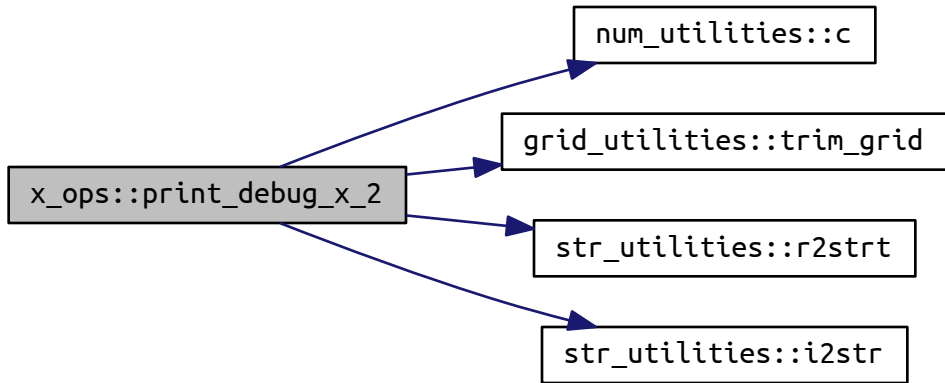 num_utilities::c
grid_utilities::trim_grid
x_ops::print_debug_x_2
str_utilities::r2strt
str_utilities::i2str